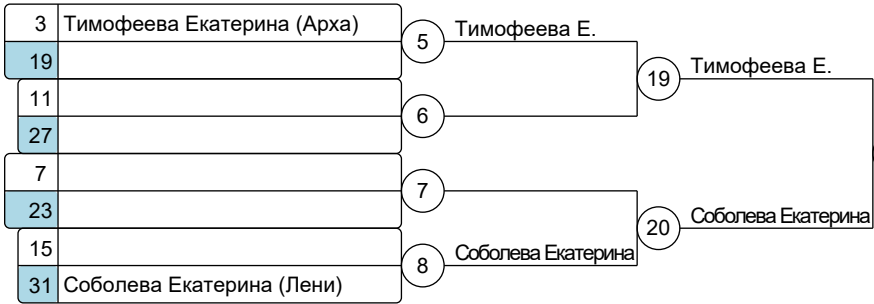 3 Тимофеева Екатерина (Арха)
5 Тимофеева Е.
19
19 Тимофеева Е.
11
6
27
7
7
23
20 Соболева Екатерина
15
8 Соболева Екатерина
31 Соболева Екатерина (Лени)